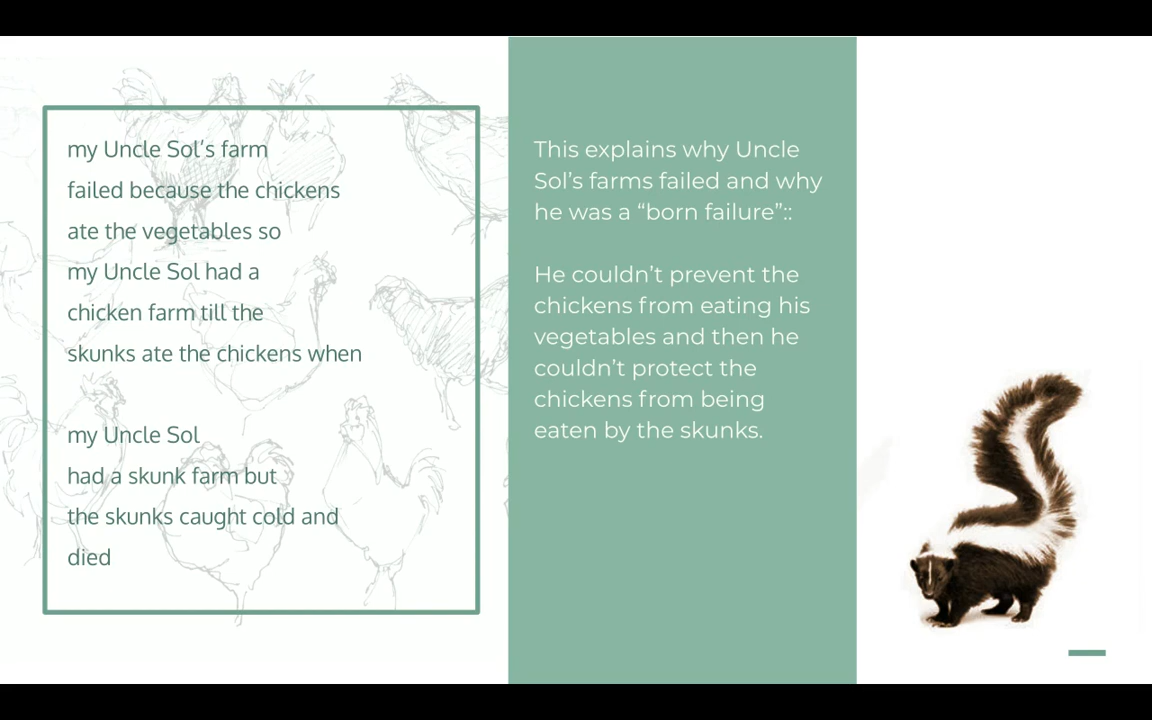 my Uncle Sol’s farm
failed because the chickens
ate the vegetables so
my Uncle Sol had a
chicken farm till the
skunks ate the chickens when
my Uncle Sol
had a skunk farm but
the skunks caught cold and
died
This explains why Uncle
Sol’s farms failed and why
he was a “born failure”::
He couldn’t prevent the
chickens from eating his
vegetables and then he
couldn’t protect the
chickens from being
eaten by the skunks.